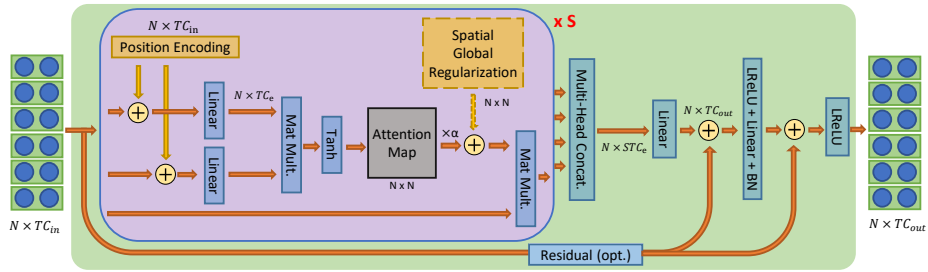 N × TC_in
Position Encoding
Spatial
Global
Regularization
x S
N x N
Linear
N × TC_e
Mat Mult.
Tanh
Attention
Map
N x N
×α
Linear
Mat Mult.
Multi-Head Concat.
N × STC_e
Linear
N × TC_out
LReLU + Linear + BN
LReLU
N × TC_in
N × TC_out
Residual (opt.)